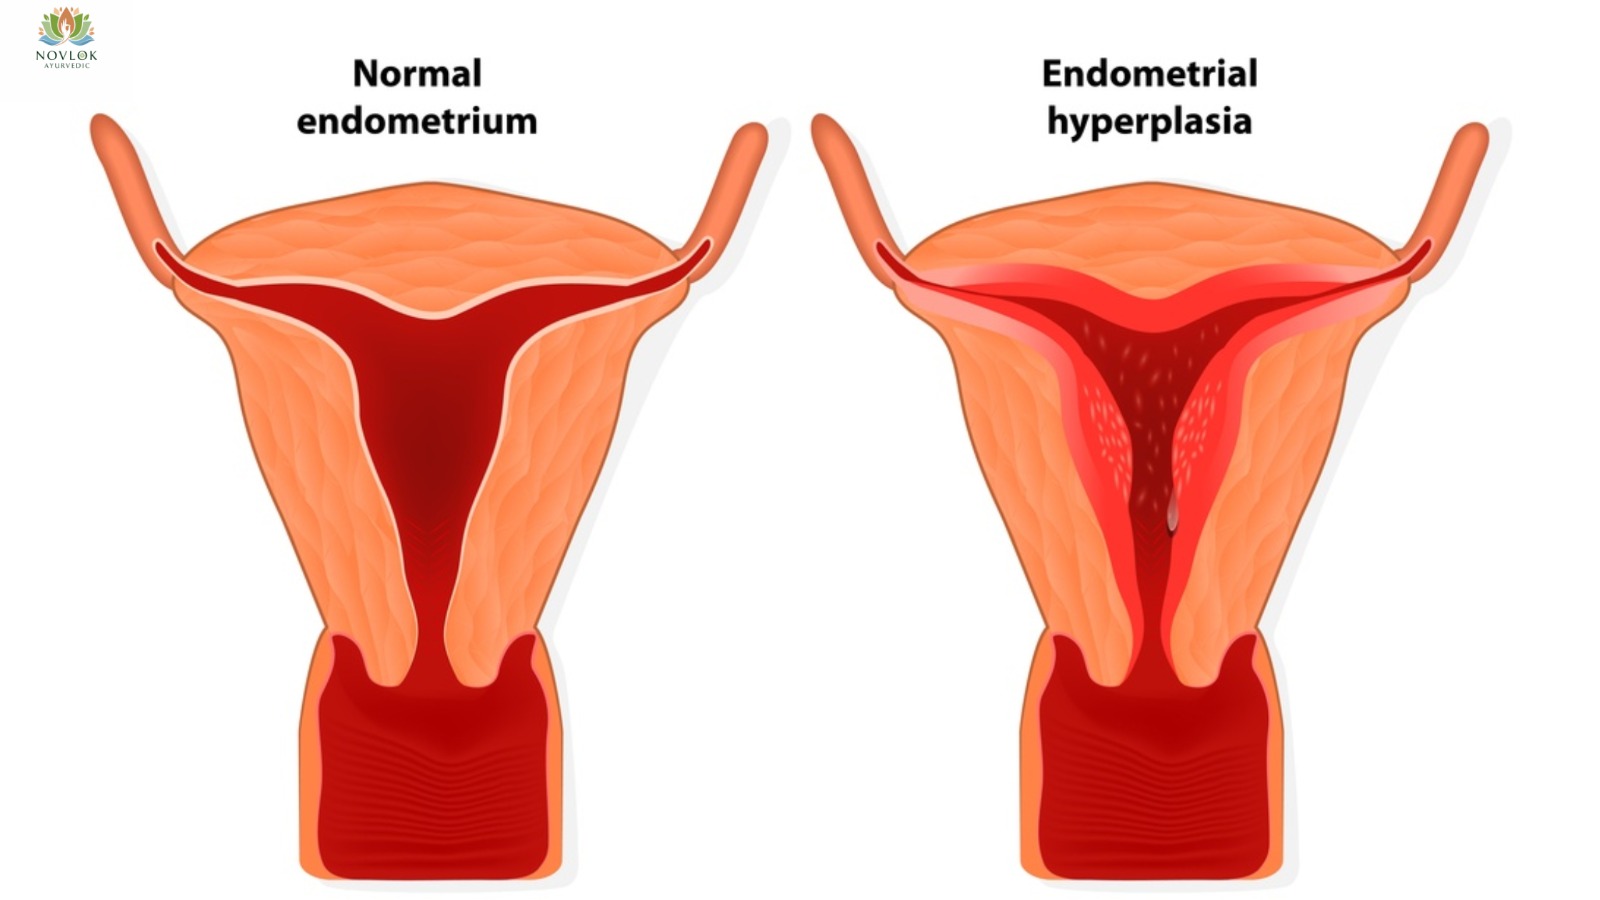 NOVLOK
AYURVEDIC
Normal
endometrium
Endometrial
hyperplasia